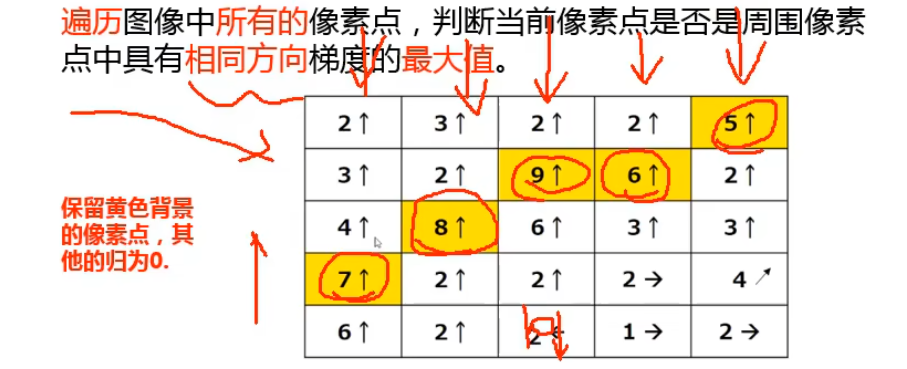 遍历图像中所有的像素点，判断当前像素点是否是周围像素
点中具有相同方向梯度的最大值。
2↑ 3↑ 2↑ 2↑ 5↑
3↑ 2↑ 9↑ 6↑ 2↑
保留黄色背景
的像素点，其
他的归为0.
4↑ 8↑ 6↑ 3↑ 3↑
7↑ 2↑ 2↑ 2→ 4↗
6↑ 2↑ 2← 1→ 2→